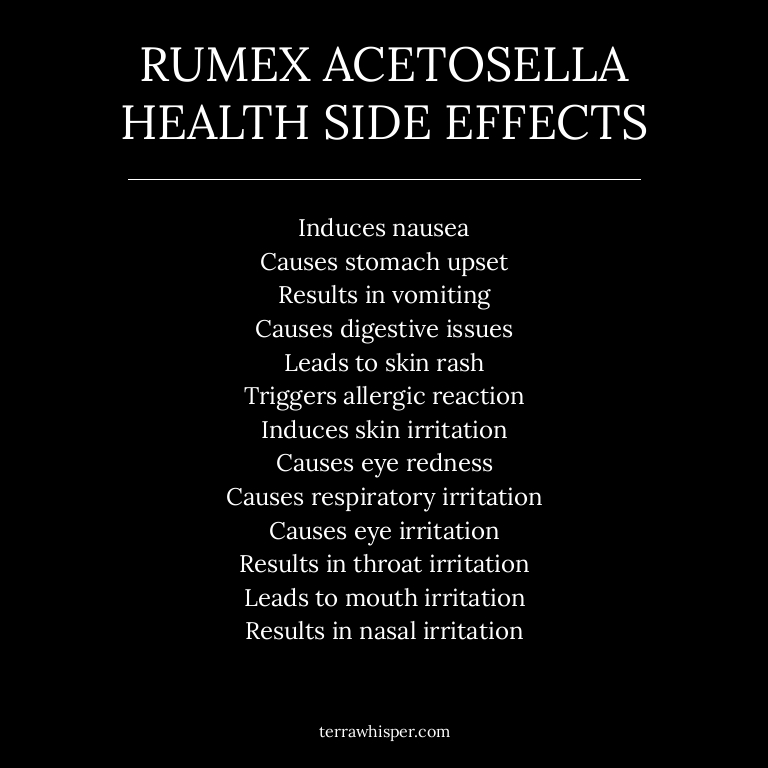 RUMEX ACETOSELLA
HEALTH SIDE EFFECTS
Induces nausea
Causes stomach upset
Results in vomiting
Causes digestive issues
Leads to skin rash
Triggers allergic reaction
Induces skin irritation
Causes eye redness
Causes respiratory irritation
Causes eye irritation
Results in throat irritation
Leads to mouth irritation
Results in nasal irritation
terrawhisper.com